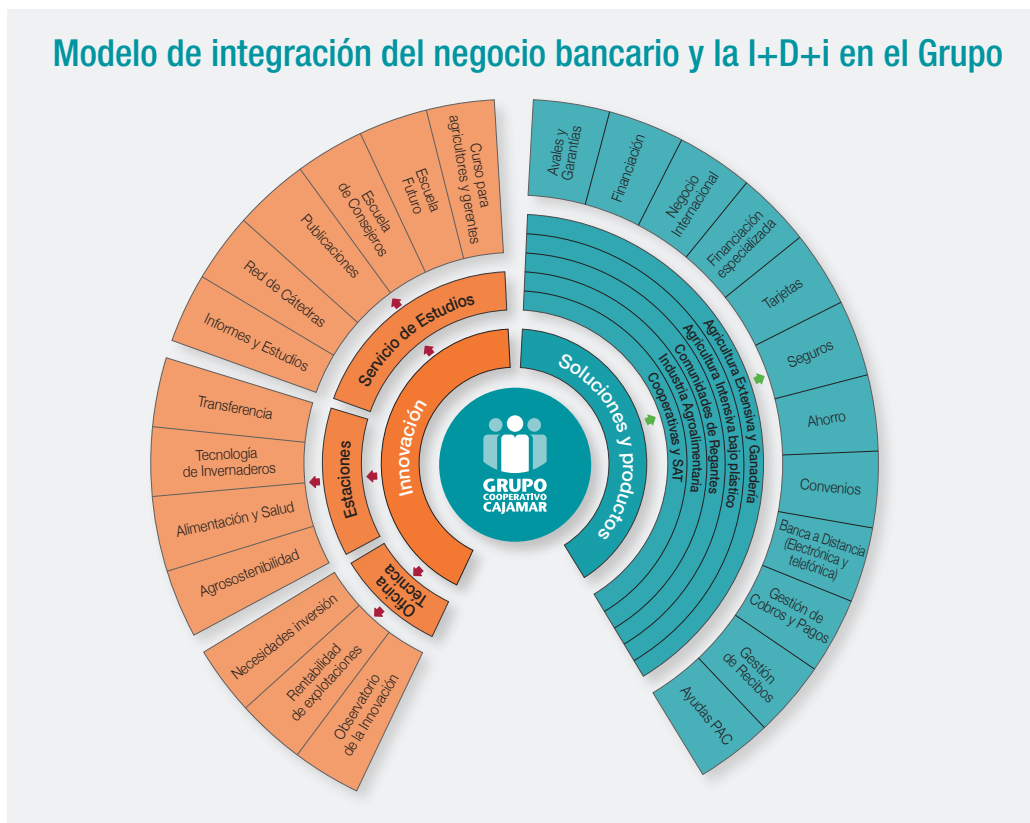 Modelo de integración del negocio bancario y la I+D+i en el Grupo
Curso para
agricultores y gerentes
Escuela
Futuro
Escuela
de Consejeros
Publicaciones
Red de Cátedras
Informes y Estudios
Transferencia
Tecnología
de Invernaderos
Alimentación y Salud
Agrosostenibilidad
Necesidades inversión
Rentabilidad
de explotaciones
Observatorio
de la Innovación
Servicio de Estudios
Estaciones
Oficina
Técnica
Innovación
GRUPO
COOPERATIVO
CAJAMAR
Soluciones y productos
Cooperativas y SAT
Industria Agroalimentaria
Comunidades de Regantes
Agricultura Intensiva bajo plástico
Agricultura Extensiva y Ganadería
Avales y
Garantías
Financiación
Negocio
Internacional
Financiación
especializada
Tarjetas
Seguros
Ahorro
Convenios
Banca a Distancia
(Electrónica y
telefónica)
Gestión de
Cobros y Pagos
Gestión
de Recibos
Ayudas PAC